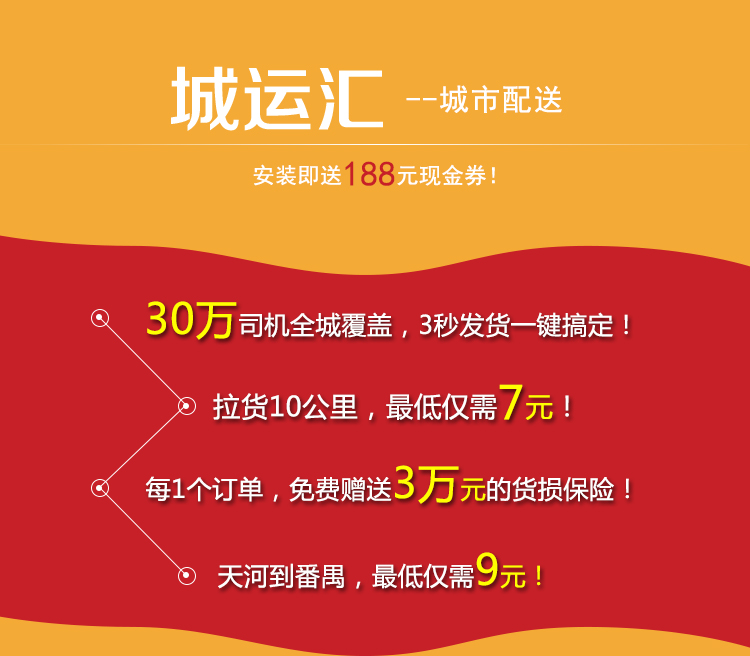 城运汇 --城市配送
安装即送188元现金券！
30万司机全城覆盖，3秒发货一键搞定！
拉货10公里，最低仅需7元！
每1个订单，免费赠送3万元的货损保险！
天河到番禺，最低仅需9元！